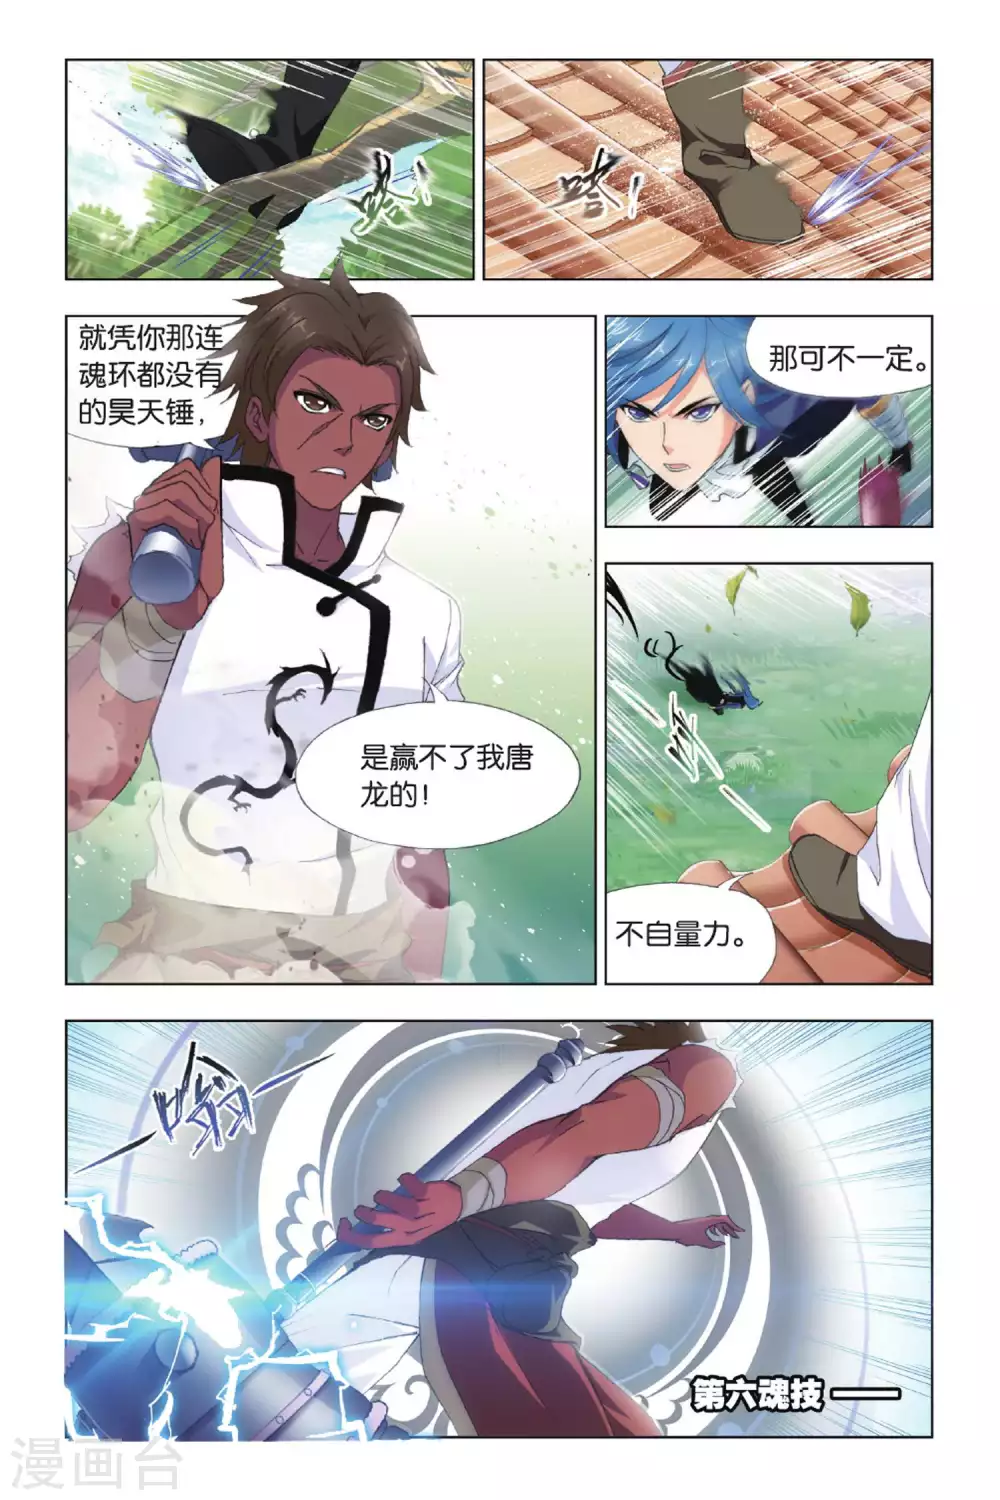 嗒!
嗒!
就凭你那连
魂环都没有
的昊天锤，
是赢不了我唐
龙的！
那可不一定。
不自量力。
嗡
第六魂技——
漫画台